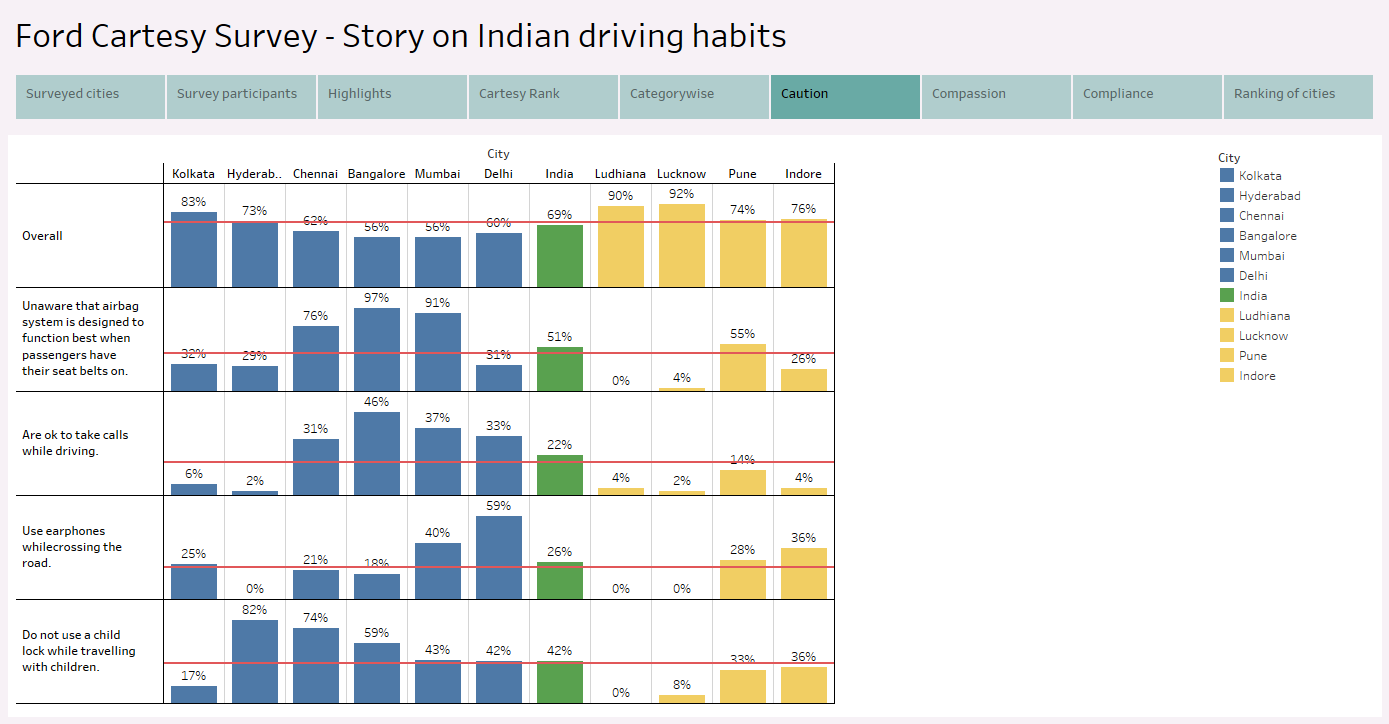 Ford Cartesy Survey - Story on Indian driving habits
Surveyed cities Survey participants Highlights Cartesy Rank Categorywise Caution Compassion Compliance Ranking of cities
City
Kolkata Hyderab.. Chennai Bangalore Mumbai Delhi India Ludhiana Lucknow Pune Indore
Overall
83% 73% 62% 56% 56% 60% 69% 90% 92% 74% 76%
Unaware that airbag
system is designed to
function best when
passengers have
their seat belts on.
32% 29% 76% 97% 91% 31% 51% 0% 4% 55% 26%
Are ok to take calls
while driving.
6% 2% 31% 46% 37% 33% 22% 4% 2% 14% 4%
Use earphones
whilecrossing the
road.
25% 0% 21% 18% 40% 59% 26% 0% 0% 28% 36%
Do not use a child
lock while travelling
with children.
17% 82% 74% 59% 43% 42% 42% 0% 8% 33% 36%
City
Kolkata
Hyderabad
Chennai
Bangalore
Mumbai
Delhi
India
Ludhiana
Lucknow
Pune
Indore